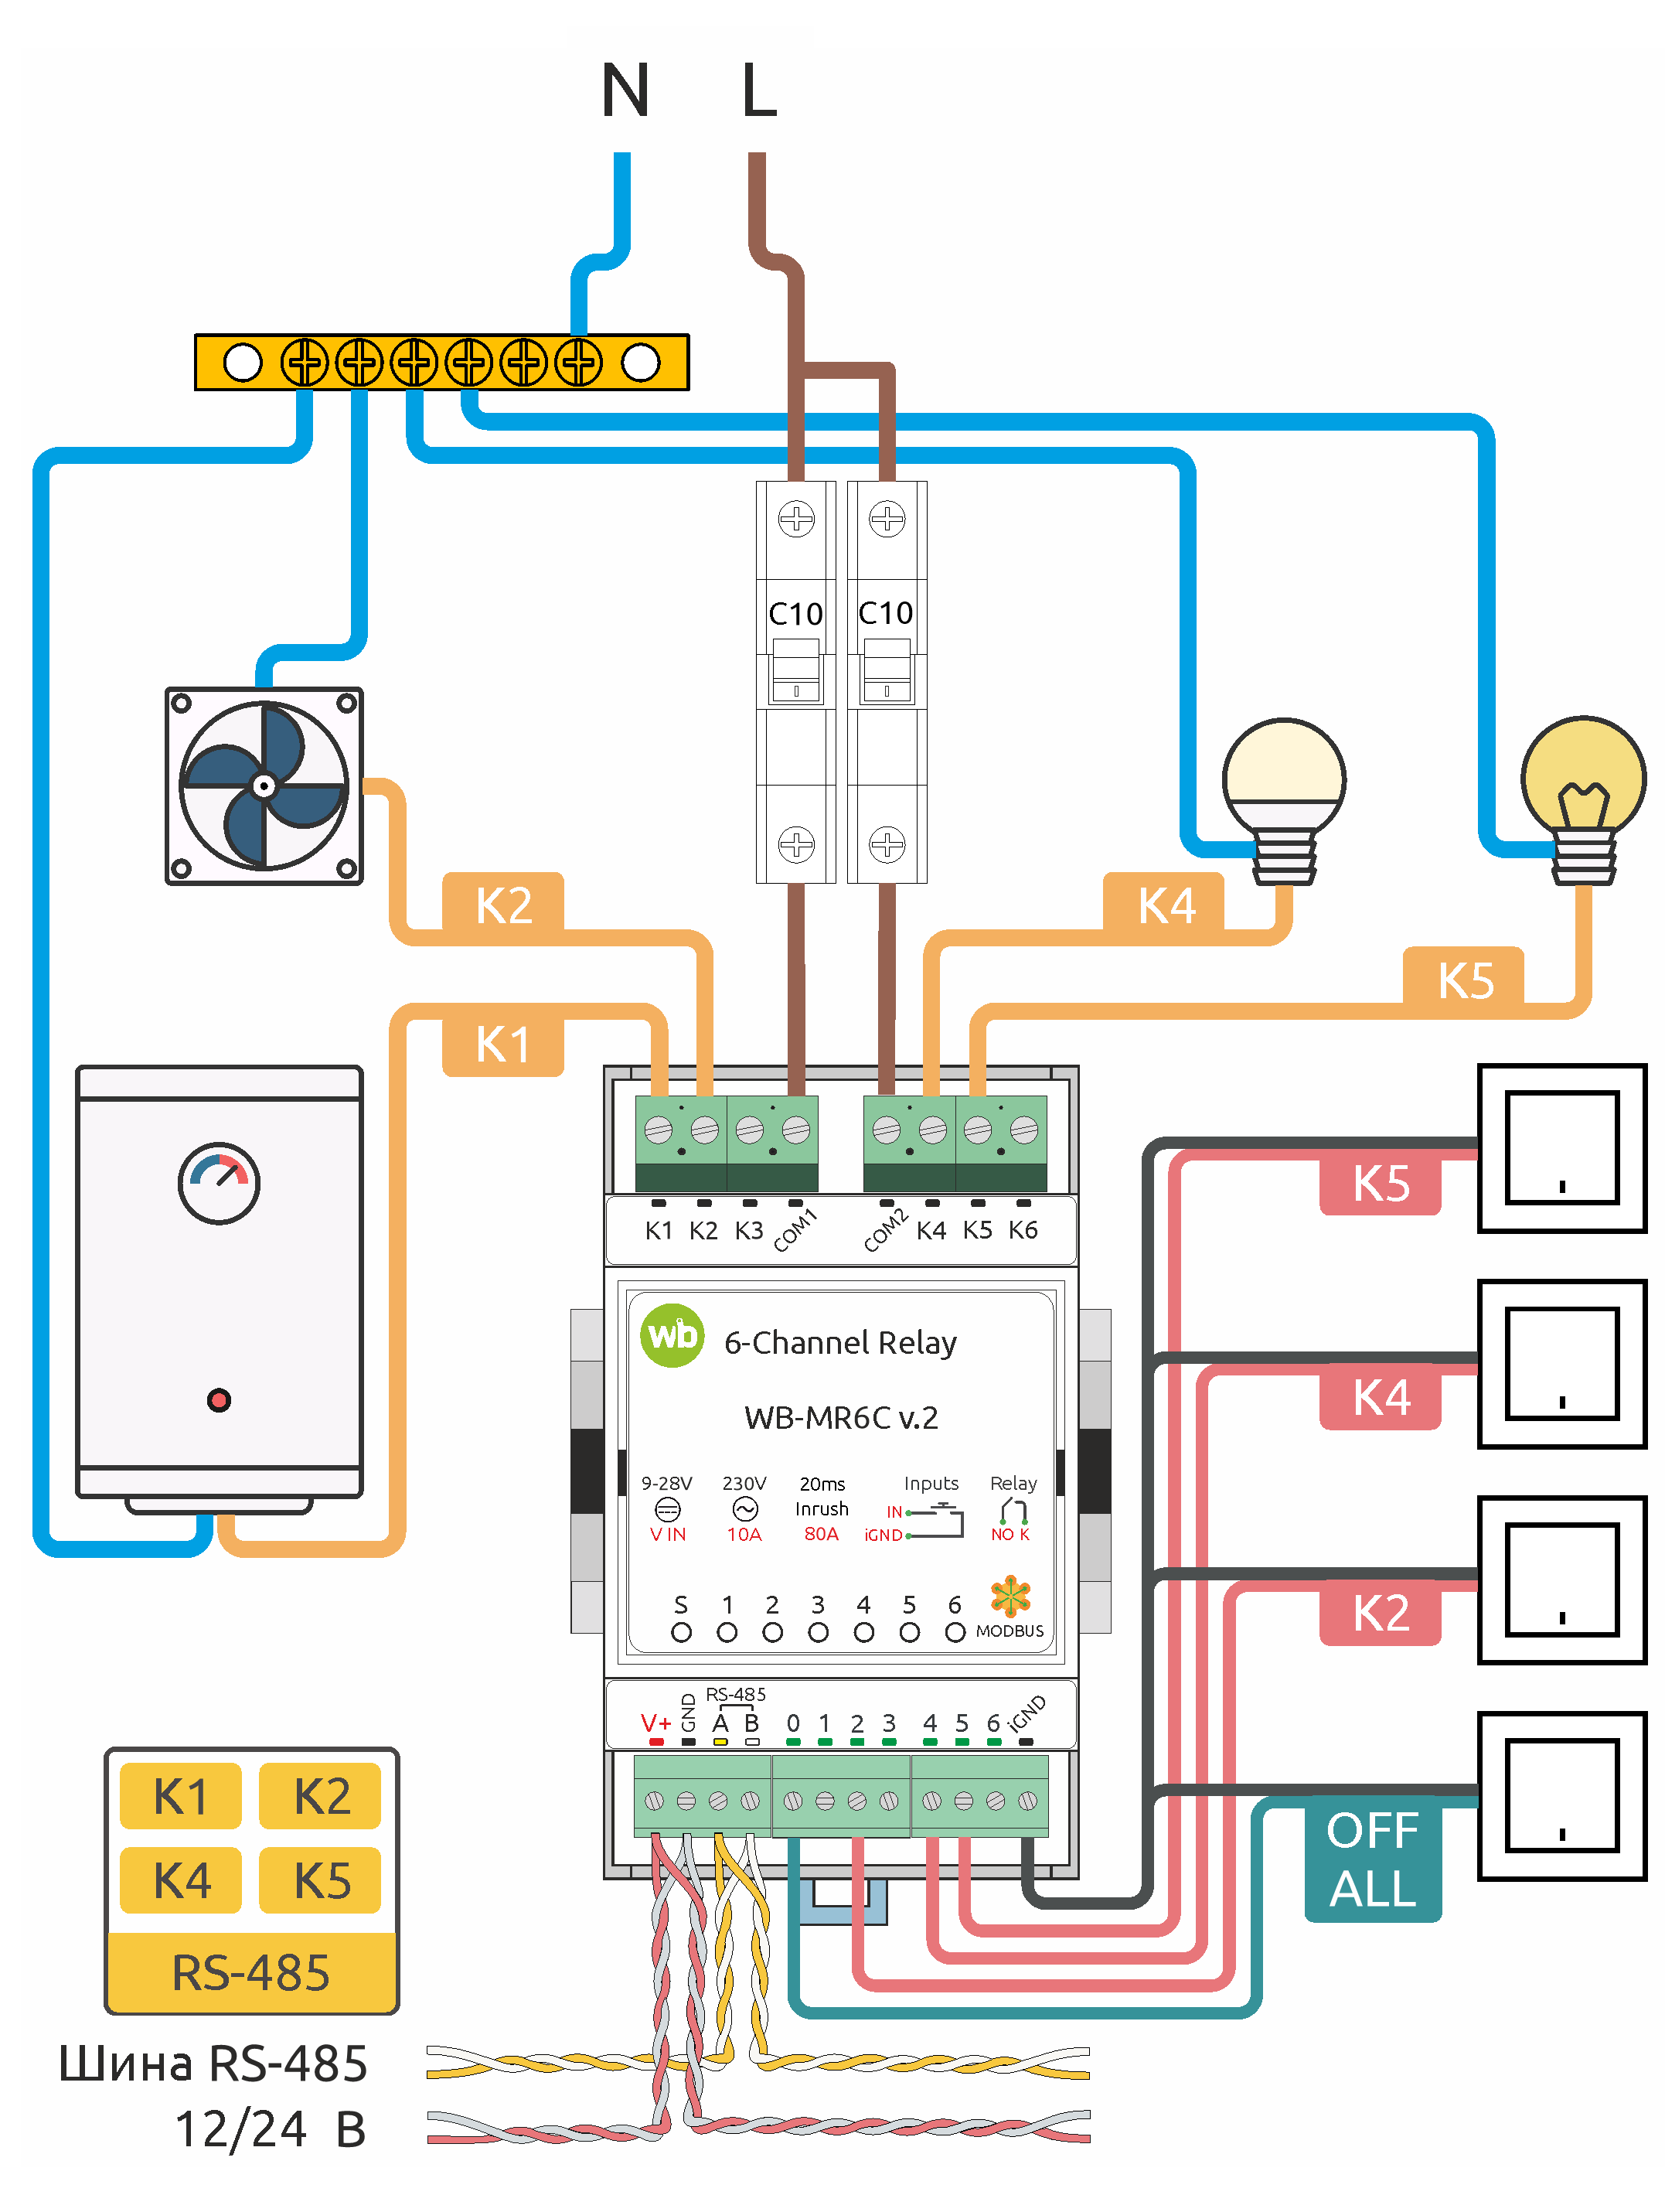 N L
C10 C10
K2
K4
K5
K1
K1 K2 K3 COM1 COM2 K4 K5 K6
K5
wb 6-Channel Relay
K4
WB-MR6C v.2
9-28V 230V 20ms Inputs Relay
Inrush IN
V IN 10A 80A iGND NO K
K2
S 1 2 3 4 5 6
MODBUS
RS-485
V+ GND A B 0 1 2 3 4 5 6 iGND
K1 K2
OFF
ALL
K4 K5
RS-485
Шина RS-485
12/24 В